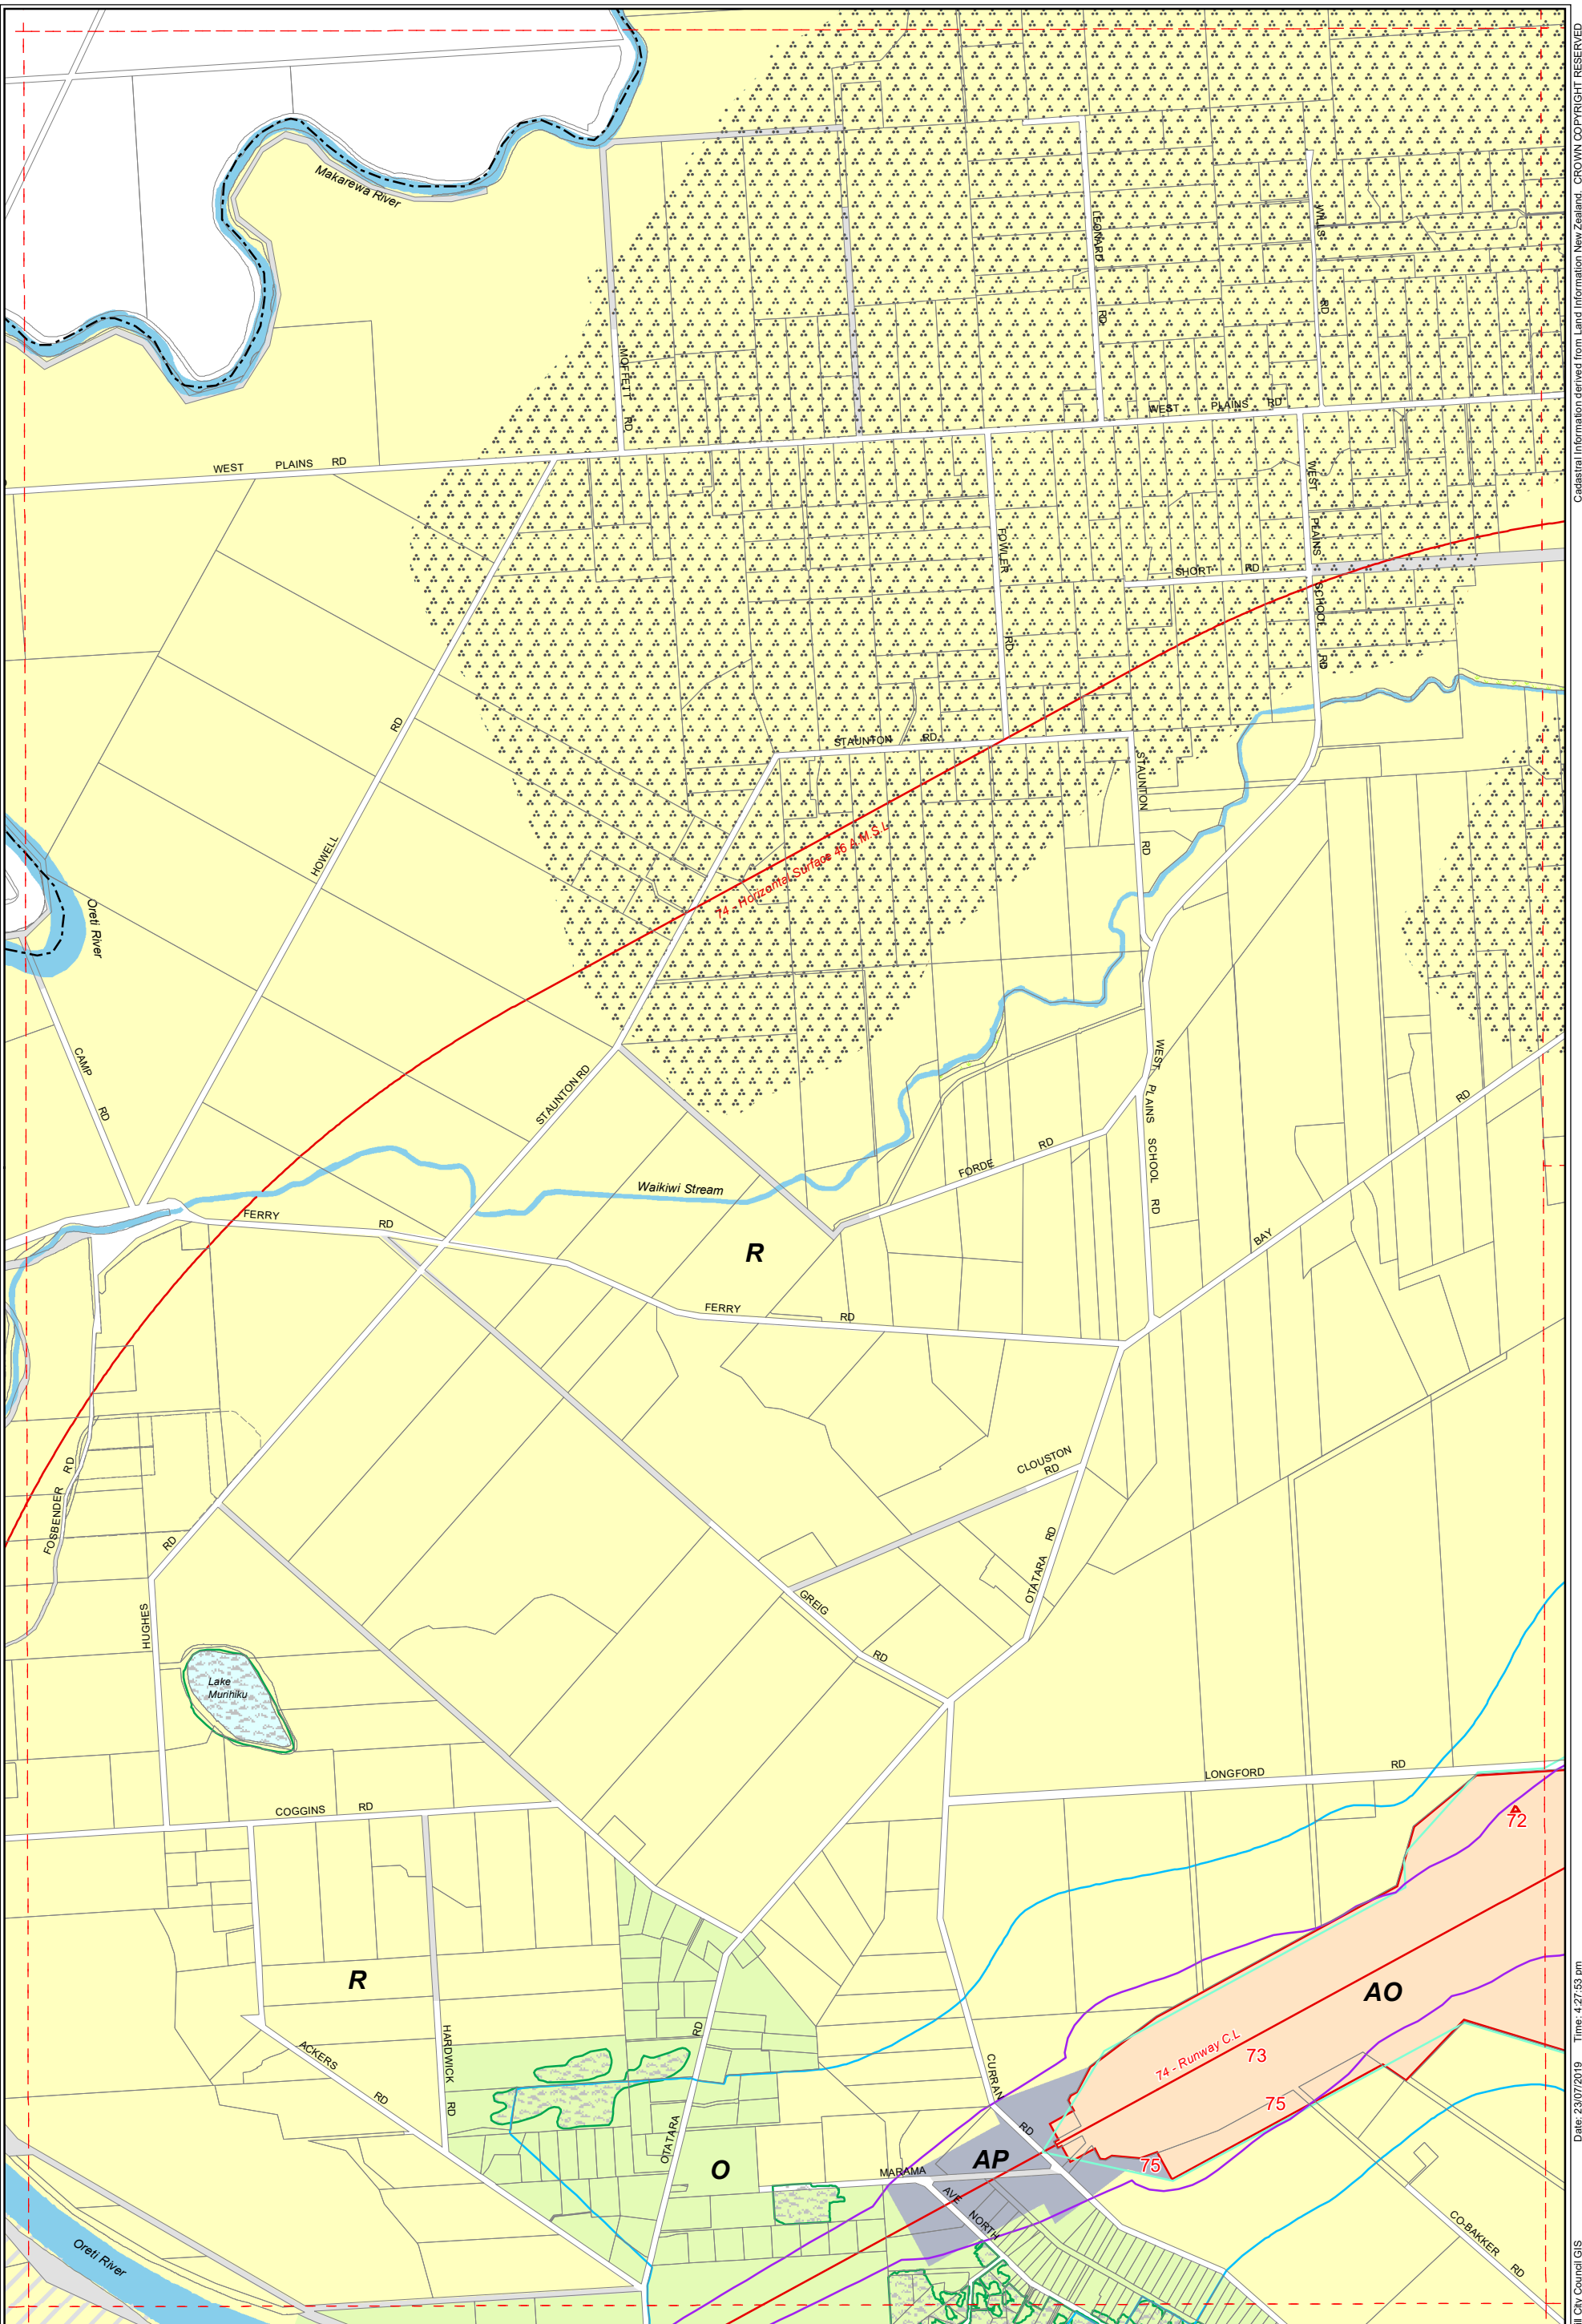 Cadastral Information derived from Land Information New Zealand. CROWN COPYRIGHT RESERVED
Makarewa River
LEONARD
RD
WILLS
RD
MOFFETT
RD
WEST PLAINS RD
WEST PLAINS RD
WEST PLAINS SCHOOL RD
FOWLER
RD
SHORT RD
HOWELL
RD
STAUNTON RD
STAUNTON
RD
74 - Horizontal Surface 46 A.M.S.L
Oreti River
CAMP
RD
STAUNTON RD
WEST PLAINS SCHOOL RD
FORDE
RD
BAY
RD
Waikiwi Stream
FERRY
RD
R
FERRY
RD
CLOUSTON
RD
FOSBENDER
RD
RD
HUGHES
GREIG
RD
OTATARA
RD
Lake
Murihiku
LONGFORD
RD
COGGINS RD
72
R
AO
HARDWICK
RD
RD
OTATARA
ACKERS
RD
CURRAN
RD
74 - Runway C.L
73
75
75
AP
O
MARAMA
AVE
NORTH
CO-BAKKER
RD
Oreti River
City Council GIS
Date: 23/07/2019 Time: 4:27:53 pm